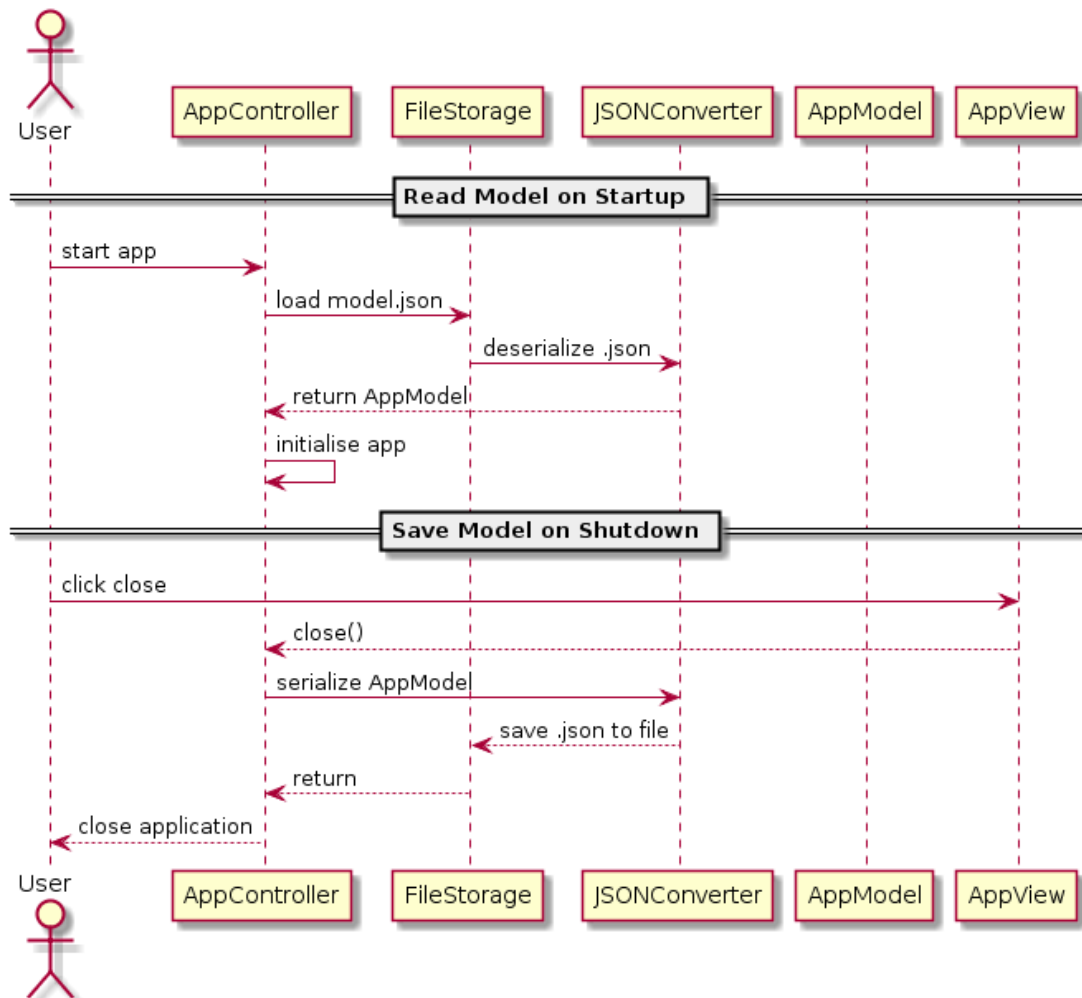 User
AppController
FileStorage
JSONConverter
AppModel
AppView
Read Model on Startup
start app
load model.json
deserialize .json
return AppModel
initialise app
Save Model on Shutdown
click close
close()
serialize AppModel
save .json to file
return
close application
User
AppController
FileStorage
JSONConverter
AppModel
AppView